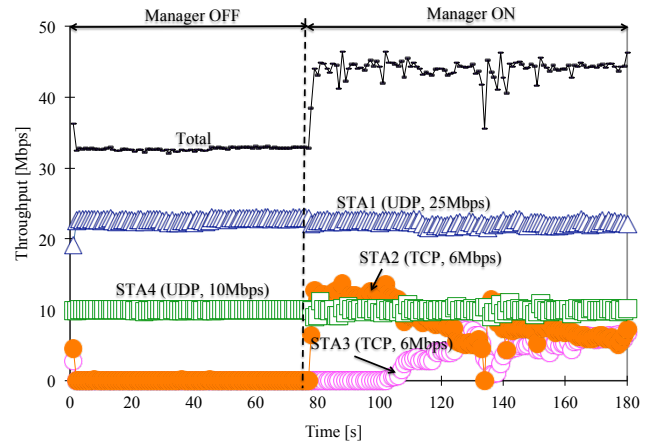 Manager OFF
Manager ON
50
40
30
20
10
0
Throughput [Mbps]
Total
STA1 (UDP, 25Mbps)
STA2 (TCP, 6Mbps)
STA4 (UDP, 10Mbps)
STA3 (TCP, 6Mbps)
0 20 40 60 80 100 120 140 160 180
Time [s]